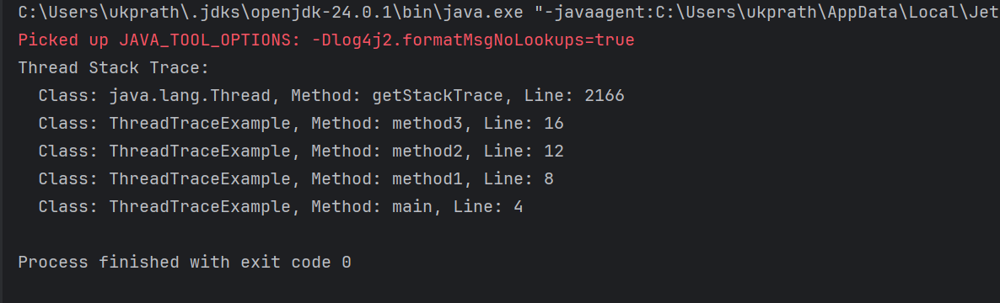 C:\Users\ukprath\.jdks\openjdk-24.0.1\bin\java.exe "-javaagent:C:\Users\ukprath\AppData\Local\Jet
Picked up JAVA_TOOL_OPTIONS: -Dlog4j2.formatMsgNoLookups=true
Thread Stack Trace:
  Class: java.lang.Thread, Method: getStackTrace, Line: 2166
  Class: ThreadTraceExample, Method: method3, Line: 16
  Class: ThreadTraceExample, Method: method2, Line: 12
  Class: ThreadTraceExample, Method: method1, Line: 8
  Class: ThreadTraceExample, Method: main, Line: 4
Process finished with exit code 0